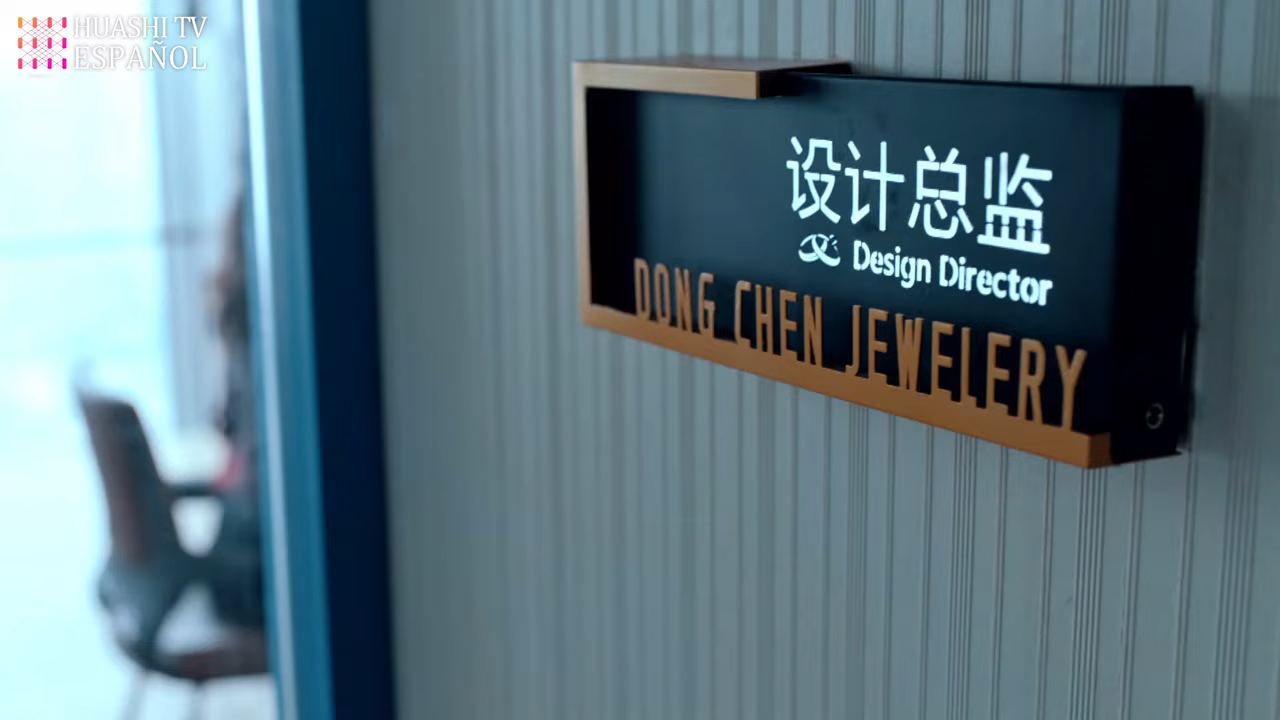 HUASHI TV
ESPAÑOL
设计总监
Design Director
DONG CHEN JEWELERY